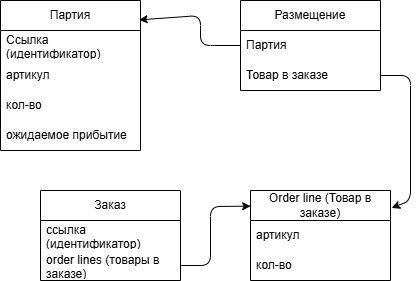 Партия
Ссылка
(идентификатор)
артикул
кол-во
ожидаемое прибытие
Размещение
Партия
Товар в заказе
Заказ
ссылка
(идентификатор)
order lines (товары в
заказе)
Order line (Товар в
заказе)
артикул
кол-во